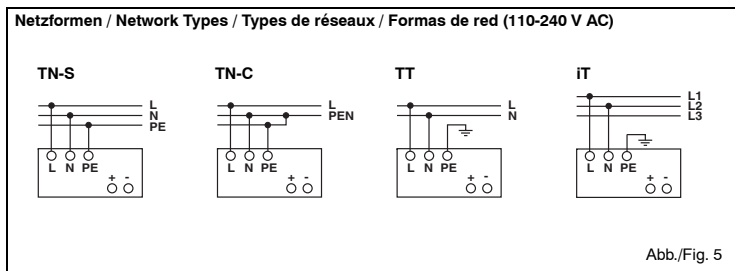 Netzformen / Network Types / Types de réseaux / Formas de red (110-240 V AC)
TN-S
L
N
PE
L N PE
+ -
TN-C
L
PEN
L N PE
+ -
TT
L
N
L N PE
+ -
iT
L1
L2
L3
L N PE
+ -
Abb./Fig. 5